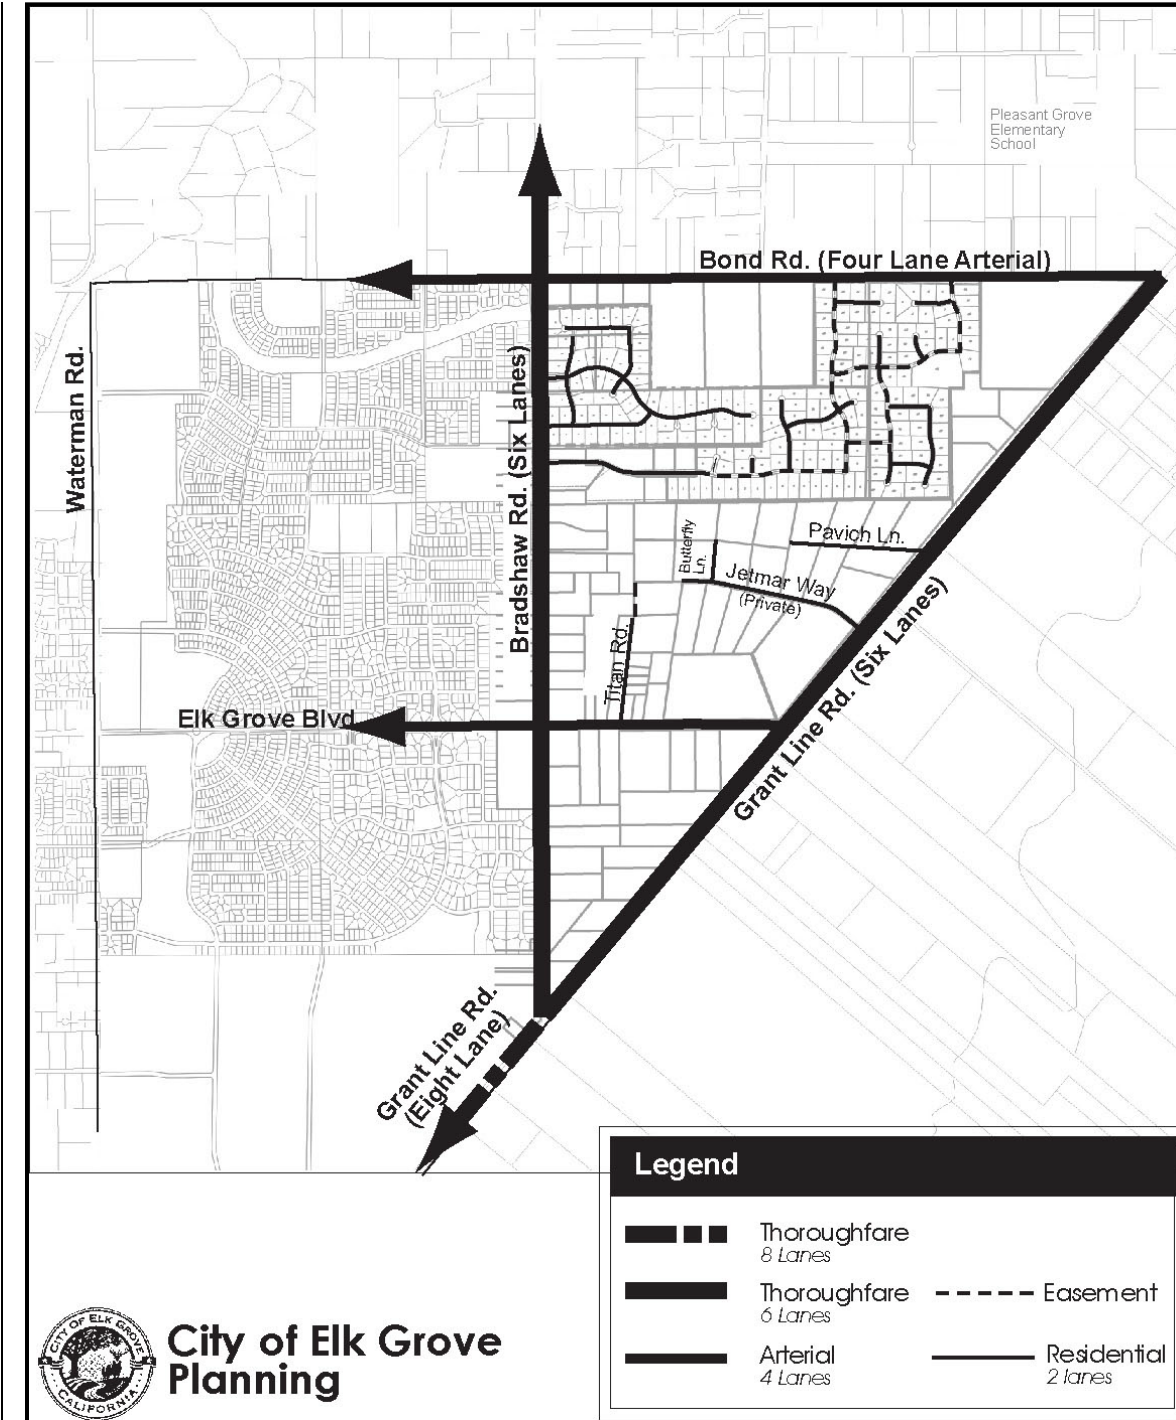 Pleasant Grove
Elementary
School
Bond Rd. (Four Lane Arterial)
Waterman Rd.
Bradshaw Rd. (Six Lanes)
Butterfly
Ln.
Pavich Ln.
Jetmar Way
(Private)
Titan Rd.
Elk Grove Blvd.
Grant Line Rd. (Six Lanes)
Grant Line Rd.
(Eight Lane)
Legend
Thoroughfare
8 Lanes
Thoroughfare
6 Lanes
Easement
Arterial
4 Lanes
Residential
2 lanes
CITY OF ELK GROVE
CALIFORNIA
City of Elk Grove
Planning